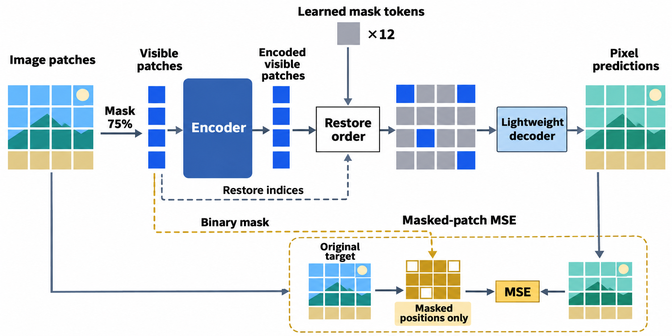 Learned mask tokens
×12
Image patches
Visible
patches
Encoded
visible
patches
Pixel
predictions
Mask
75%
Encoder
Restore
order
Lightweight
decoder
Restore indices
Binary mask
Masked-patch MSE
Original
target
MSE
Masked
positions only